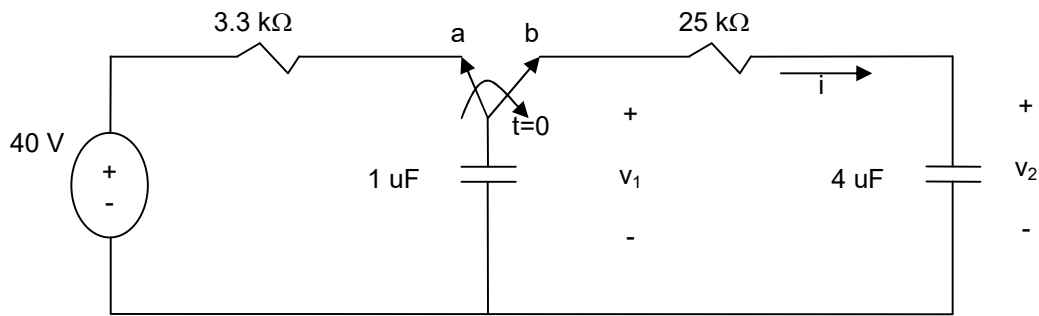 3.3 kΩ
a
b
25 kΩ
i
t=0
40 V
+
-
1 uF
+
v₁
-
4 uF
+
v₂
-